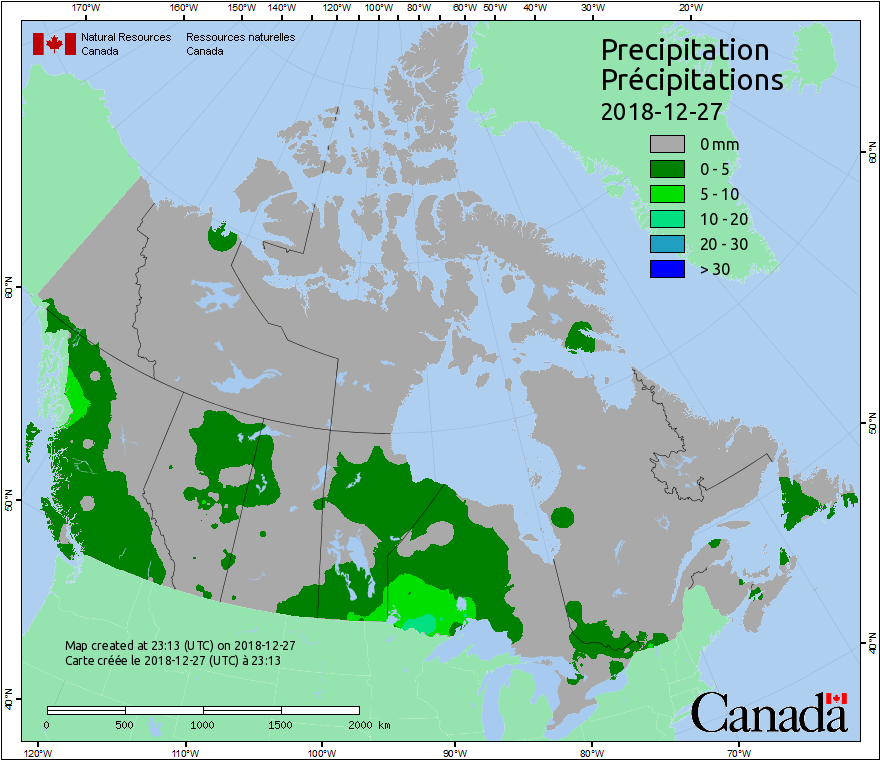 170°W 160°W 150°W 140°W 120°W 100°W 80°W 60°W 50°W 40°W 30°W 20°W
Natural Resources Ressources naturelles
Canada Canada
Precipitation
Précipitations
2018-12-27
0 mm
0 - 5
5 - 10
10 - 20
20 - 30
> 30
60°N
60°N
50°N
50°N
40°N
40°N
Map created at 23:13 (UTC) on 2018-12-27
Carte créée le 2018-12-27 (UTC) à 23:13
0 500 1000 1500 2000 km
Canada
120°W 110°W 100°W 90°W 80°W 70°W